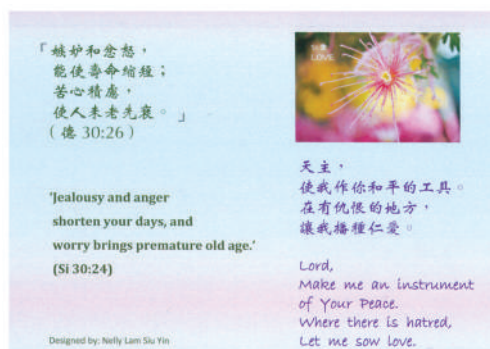 「嫉妒和忿怒，
能使壽命縮短；
苦心積慮，
使人未老先衰。」
（德 30:26）
'Jealousy and anger
shorten your days, and
worry brings premature old age.'
(Si 30:24)
Designed by: Nelly Lam Siu Yin
LOVE
天主，
使我作你和平的工具。
在有仇恨的地方，
讓我播種仁愛。
Lord,
Make me an instrument
of Your Peace.
Where there is hatred,
Let me sow love.